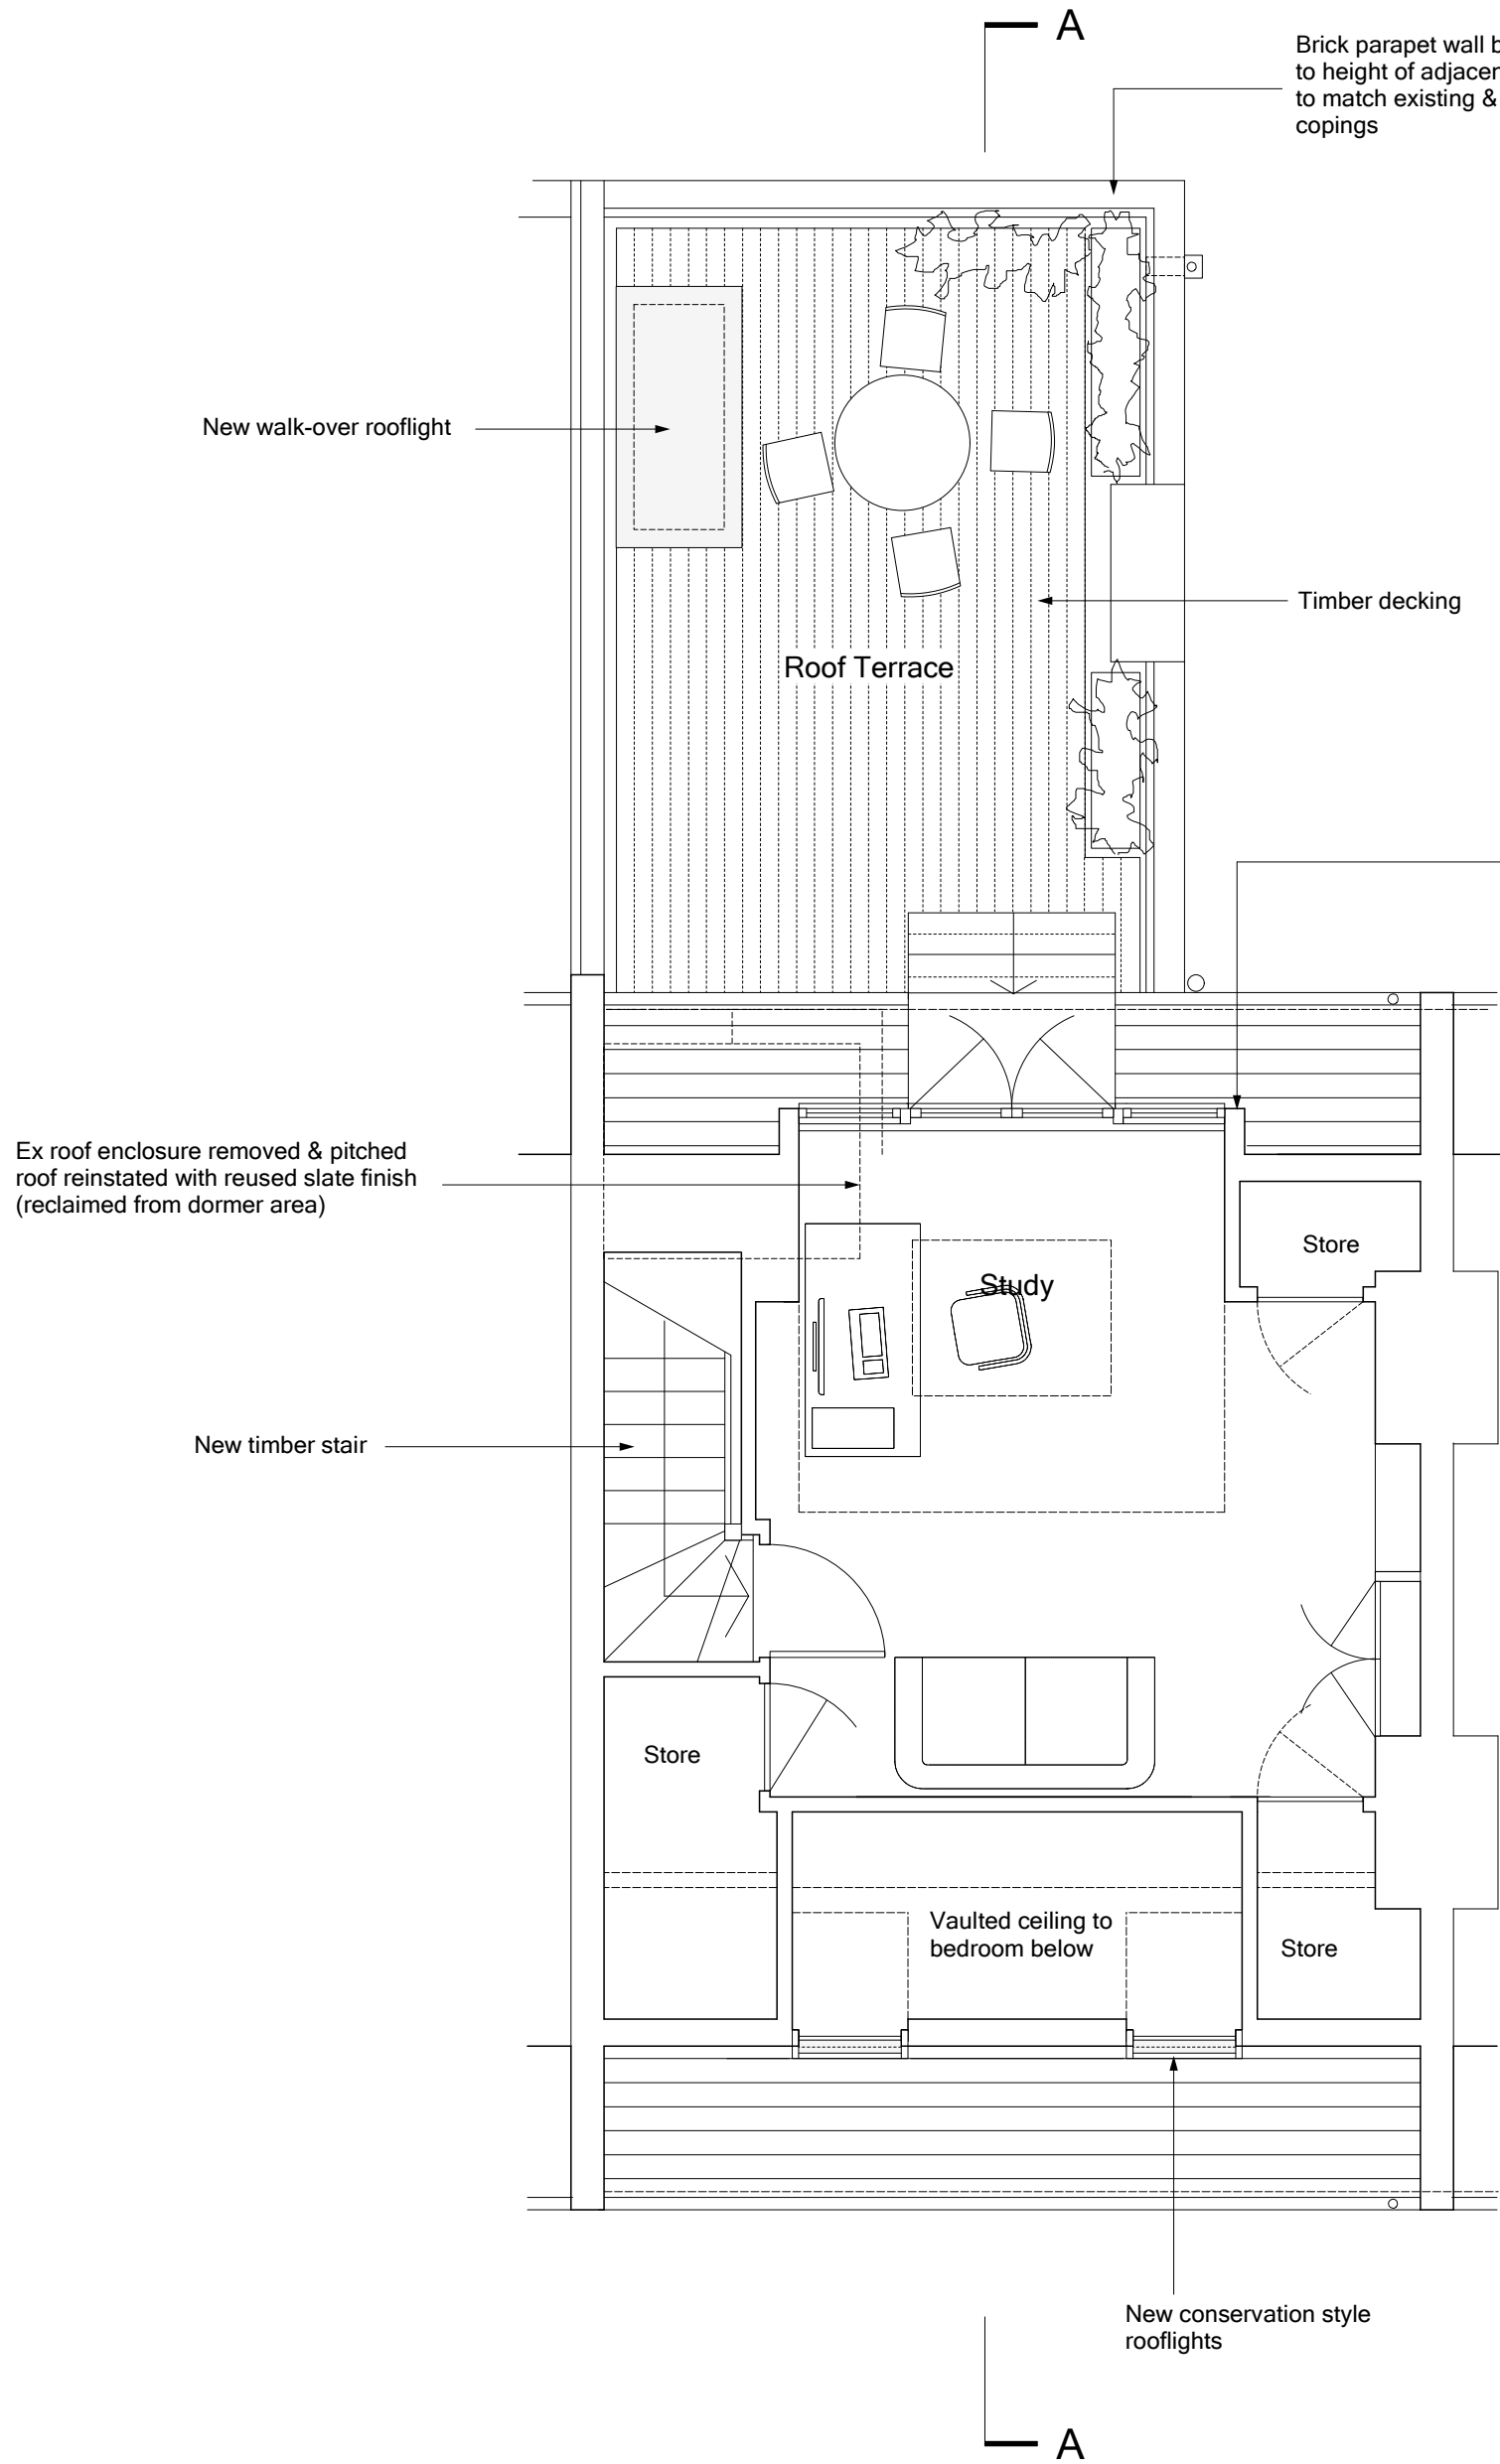 A
Brick parapet wall b
to height of adjacen
to match existing &
copings
New walk-over rooflight
Timber decking
Roof Terrace
Ex roof enclosure removed & pitched
roof reinstated with reused slate finish
(reclaimed from dormer area)
Store
Study
New timber stair
Store
Vaulted ceiling to
bedroom below
Store
New conservation style
rooflights
A